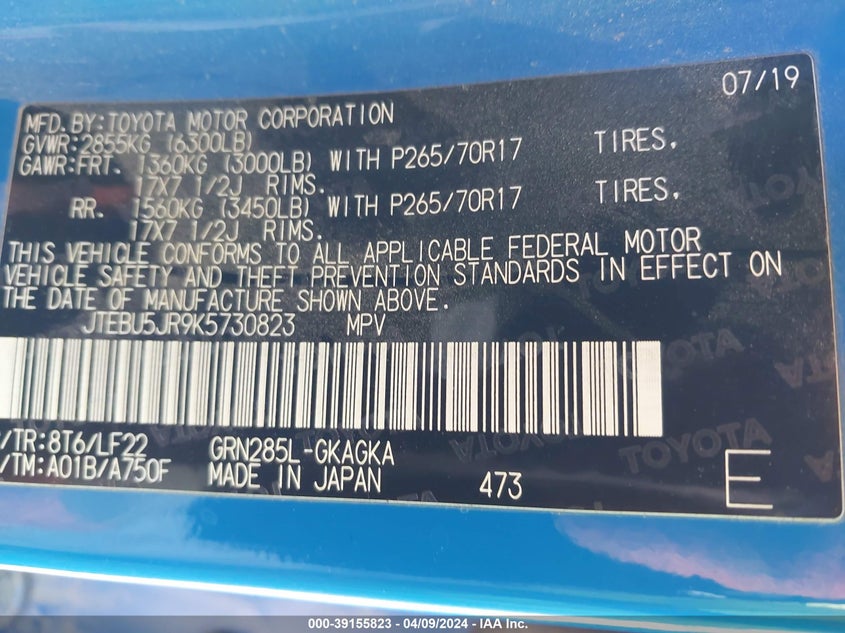 07/19
MFD.BY:TOYOTA MOTOR CORPORATION
GVWR:2855KG (6300LB)
GAWR:FRT. 1360KG (3000LB) WITH P265/70R17 TIRES,
17X7 1/2J RIMS.
RR. 1560KG (3450LB) WITH P265/70R17 TIRES,
17X7 1/2J RIMS.
THIS VEHICLE CONFORMS TO ALL APPLICABLE FEDERAL MOTOR
VEHICLE SAFETY AND THEFT PREVENTION STANDARDS IN EFFECT ON
THE DATE OF MANUFACTURE SHOWN ABOVE.
JTEBU5JR9K5730823 MPV
/TR:8T6/LF22 GRN285L-GKAGKA
/TM:A01B/A750F MADE IN JAPAN 473 E
TOYOTA
TOYOTA
TOYOTA
TOYOTA
000-39155823 - 04/09/2024 - IAA Inc.